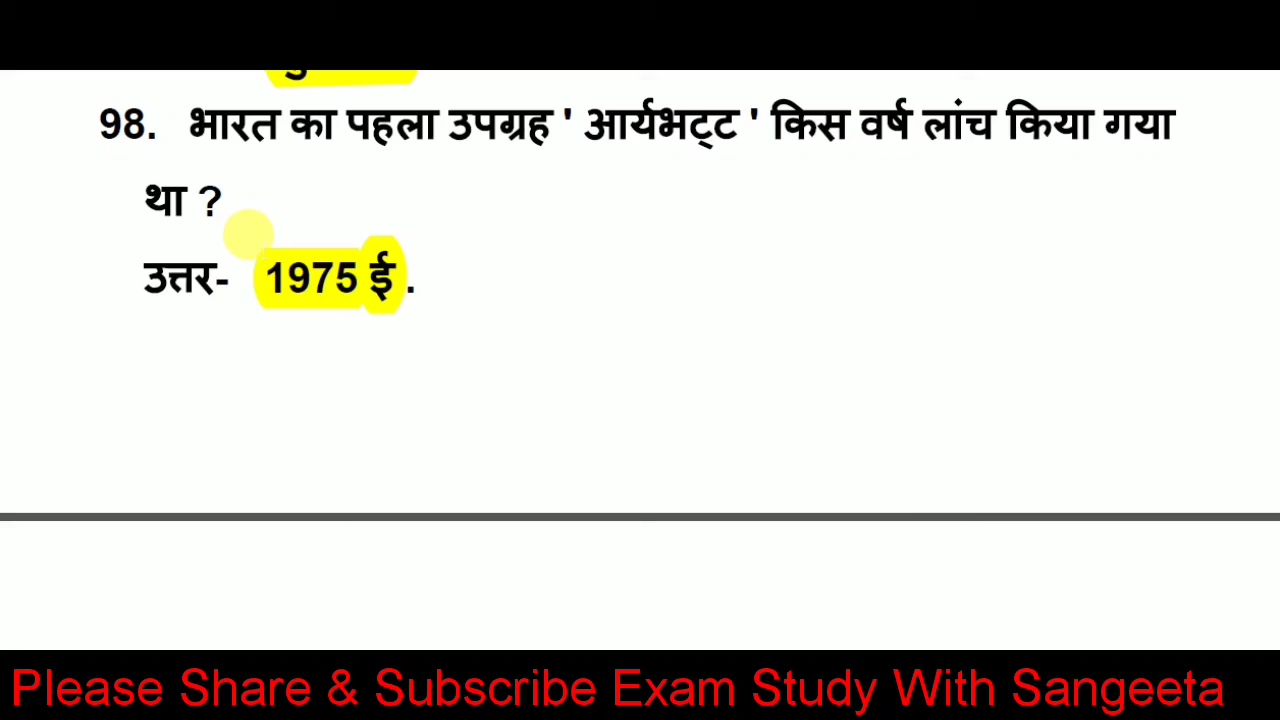 98. भारत का पहला उपग्रह ' आर्यभट्‌ट ' किस वर्ष लांच किया गया
था ?
उत्तर- 1975 ई .
Please Share & Subscribe Exam Study With Sangeeta